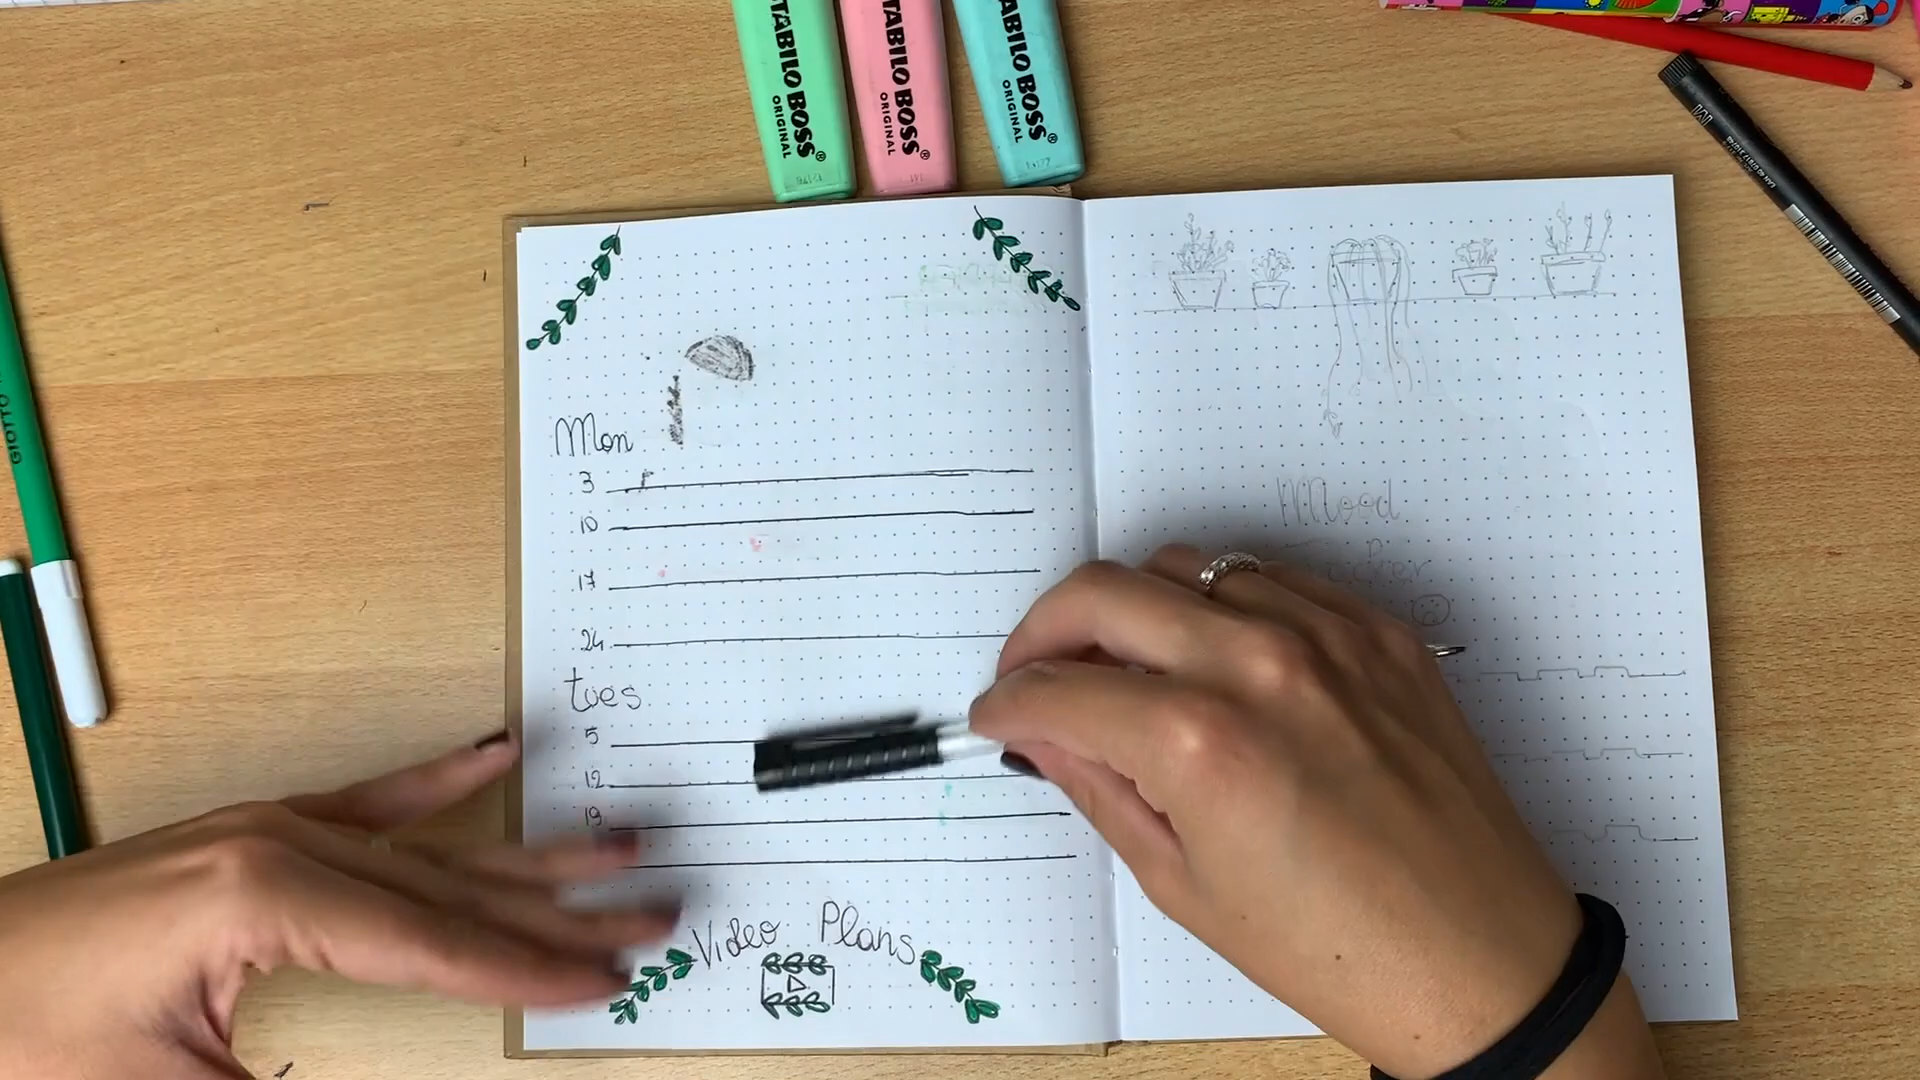 STABILO BOSS®
ORIGINAL
STABILO BOSS®
ORIGINAL
STABILO BOSS®
ORIGINAL
GIOTTO
Mon
3
10
17
24
tues
5
12
19
Video Plans
Mood